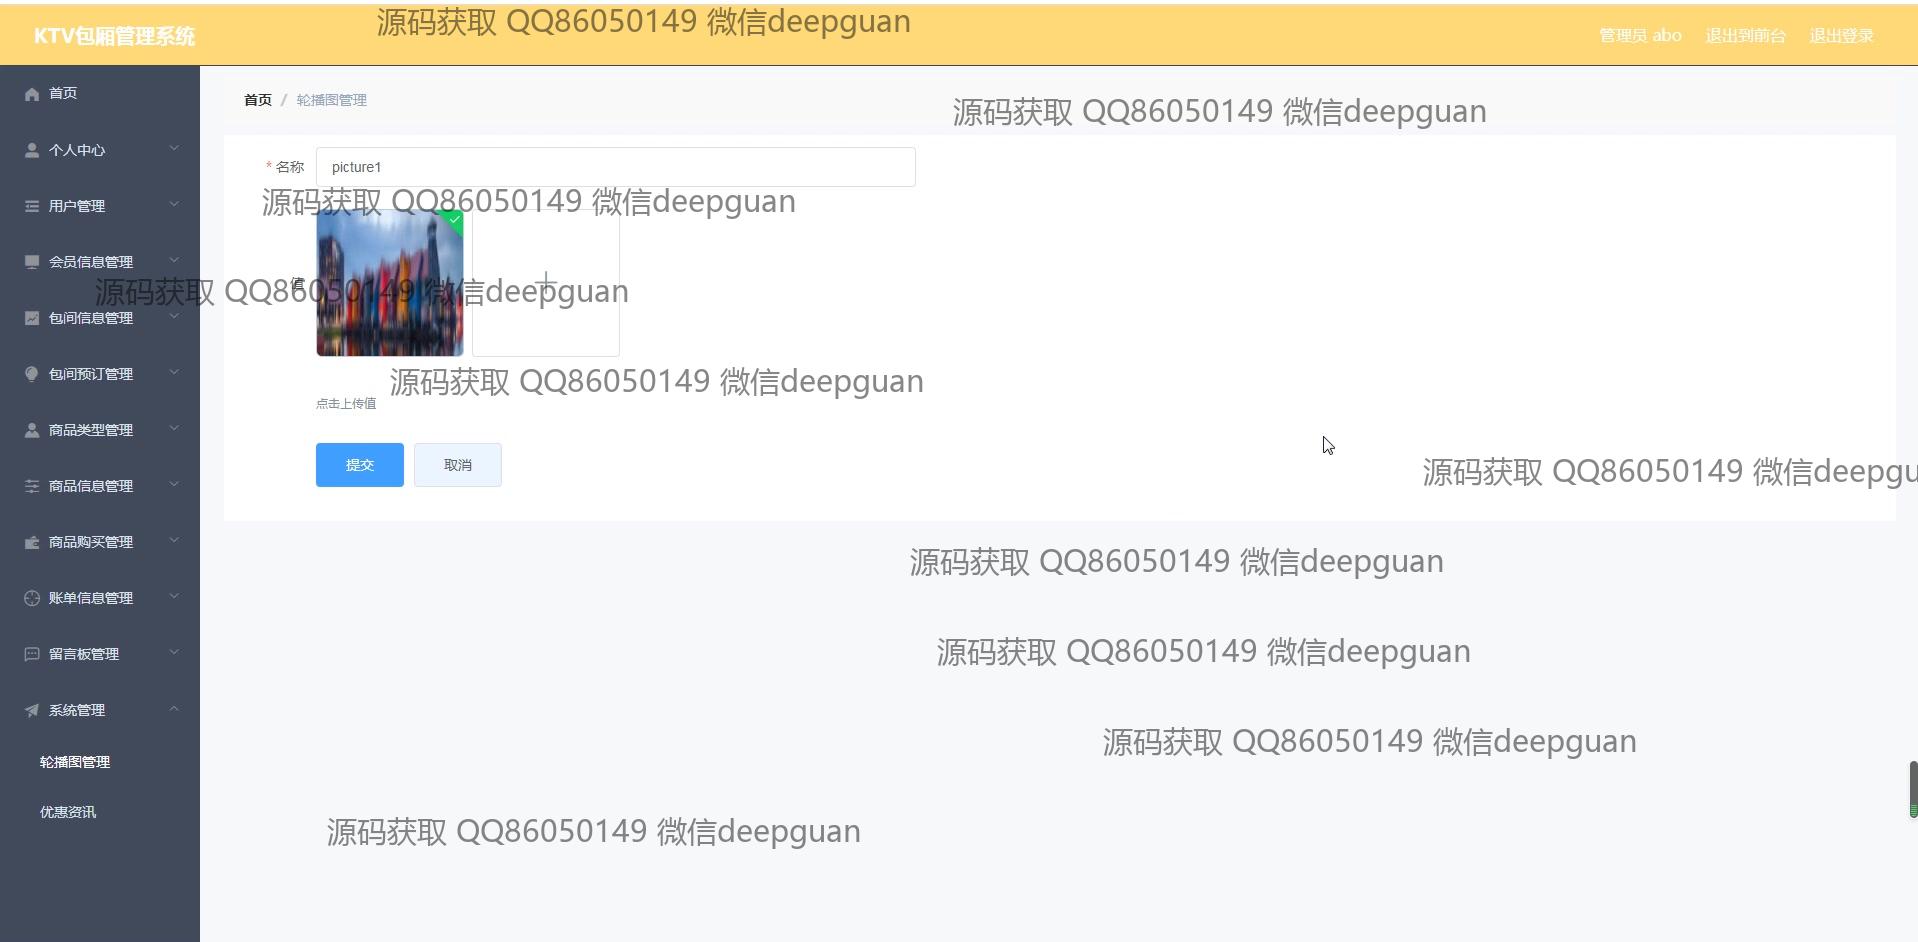 KTV包厢管理系统
源码获取 QQ86050149 微信deepguan
管理员 abo
退出到前台
退出登录
首页
个人中心
用户管理
会员信息管理
包间信息管理
包间预订管理
商品类型管理
商品信息管理
商品购买管理
账单信息管理
留言板管理
系统管理
轮播图管理
优惠资讯
首页 / 轮播图管理
源码获取 QQ86050149 微信deepguan
* 名称
picture1
源码获取 QQ86050149 微信deepguan
值
源码获取 QQ86050149 微信deepguan
源码获取 QQ86050149 微信deepguan
点击上传值
提交
取消
源码获取 QQ86050149 微信deepgu
源码获取 QQ86050149 微信deepguan
源码获取 QQ86050149 微信deepguan
源码获取 QQ86050149 微信deepguan
源码获取 QQ86050149 微信deepguan